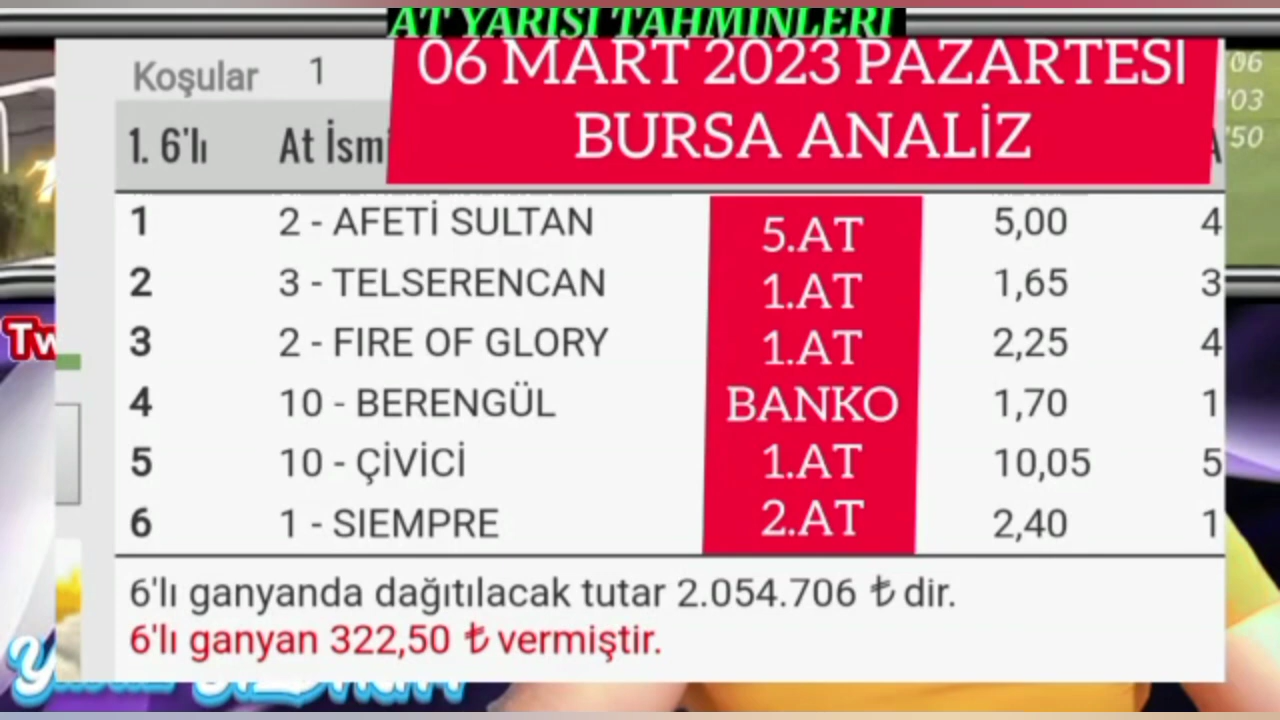 AT YARIŞI TAHMİNLERİ
06 MART 2023 PAZARTESİ
BURSA ANALİZ
Koşular 1
1. 6'lı At İsmi
1 2 - AFETİ SULTAN 5.AT 5,00 4
2 3 - TELSERENCAN 1.AT 1,65 3
3 2 - FIRE OF GLORY 1.AT 2,25 4
4 10 - BERENGÜL BANKO 1,70 1
5 10 - ÇİVİCİ 1.AT 10,05 5
6 1 - SIEMPRE 2.AT 2,40 1
6'lı ganyanda dağıtılacak tutar 2.054.706 ₺ dir.
6'lı ganyan 322,50 ₺ vermiştir.
'06
'03
'50
Tw